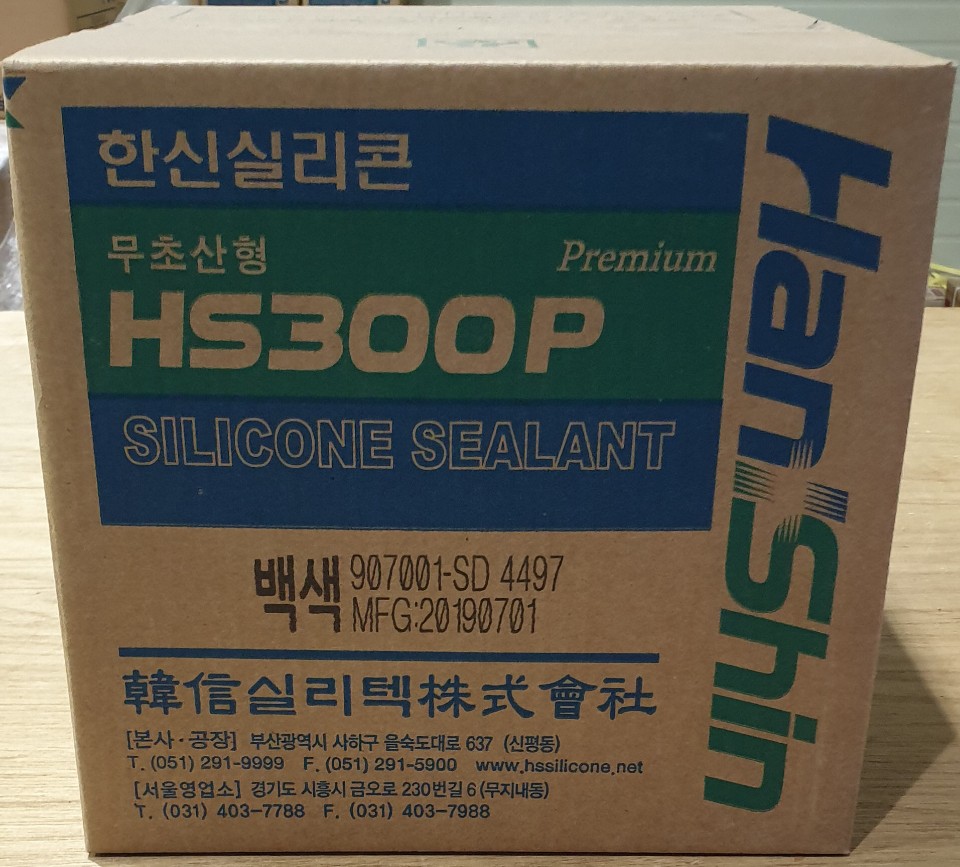 한신실리콘
무초산형
Premium
HS300P
SILICONE SEALANT
HanShin
백색 907001-SD 4497
MFG:20190701
韓信실리텍株式會社
[본사·공장] 부산광역시 사하구 을숙도대로 637 (신평동)
T. (051) 291-9999 F. (051) 291-5900 www.hssilicone.net
[서울영업소] 경기도 시흥시 금오로 230번길 6 (무지내동)
T. (031) 403-7788 F. (031) 403-7988